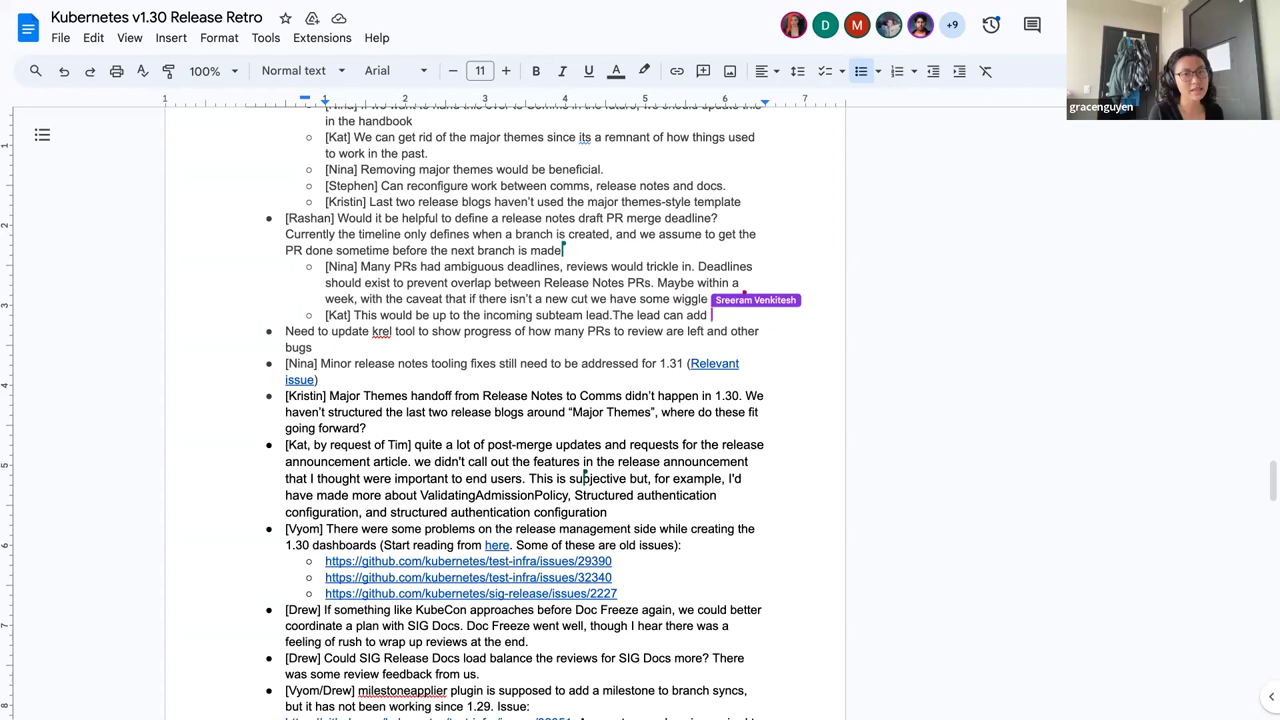 Kubernetes v1.30 Release Retro
D
M
+9
File Edit View Insert Format Tools Extensions Help
100%
Normal text
Arial
11
gracenguyen
1 1 2 3 4 5 6 7
in the handbook
[Kat] We can get rid of the major themes since its a remnant of how things used
to work in the past.
[Nina] Removing major themes would be beneficial.
[Stephen] Can reconfigure work between comms, release notes and docs.
[Kristin] Last two release blogs haven't used the major themes-style template
[Rashan] Would it be helpful to define a release notes draft PR merge deadline?
Currently the timeline only defines when a branch is created, and we assume to get the
PR done sometime before the next branch is made
[Nina] Many PRs had ambiguous deadlines, reviews would trickle in. Deadlines
should exist to prevent overlap between Release Notes PRs. Maybe within a
week, with the caveat that if there isn't a new cut we have some wiggle
Sreeram Venkitesh
[Kat] This would be up to the incoming subteam lead.The lead can add
Need to update krel tool to show progress of how many PRs to review are left and other
bugs
[Nina] Minor release notes tooling fixes still need to be addressed for 1.31 (Relevant
issue)
[Kristin] Major Themes handoff from Release Notes to Comms didn't happen in 1.30. We
haven't structured the last two release blogs around “Major Themes”, where do these fit
going forward?
[Kat, by request of Tim] quite a lot of post-merge updates and requests for the release
announcement article. we didn't call out the features in the release announcement
that I thought were important to end users. This is subjective but, for example, I'd
have made more about ValidatingAdmissionPolicy, Structured authentication
configuration, and structured authentication configuration
[Vyom] There were some problems on the release management side while creating the
1.30 dashboards (Start reading from here. Some of these are old issues):
https://github.com/kubernetes/test-infra/issues/29390
https://github.com/kubernetes/test-infra/issues/32340
https://github.com/kubernetes/sig-release/issues/2227
[Drew] If something like KubeCon approaches before Doc Freeze again, we could better
coordinate a plan with SIG Docs. Doc Freeze went well, though I hear there was a
feeling of rush to wrap up reviews at the end.
[Drew] Could SIG Release Docs load balance the reviews for SIG Docs more? There
was some review feedback from us.
[Vyom/Drew] milestoneapplier plugin is supposed to add a milestone to branch syncs,
but it has not been working since 1.29. Issue:
1
2
3
4
5
6
7
8